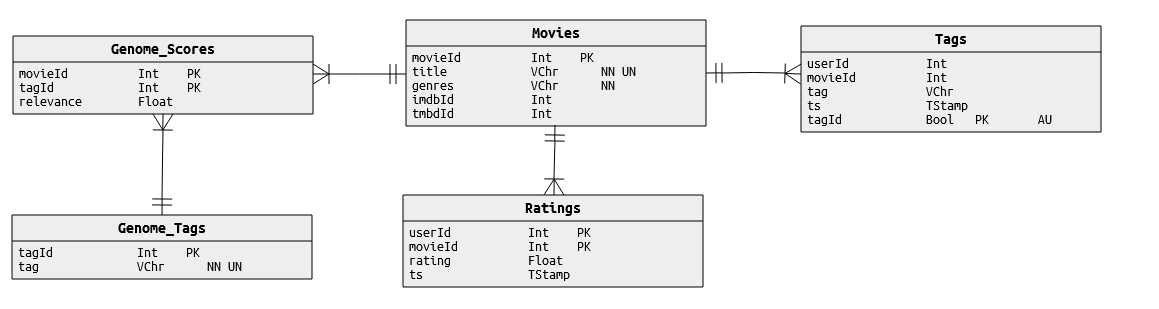 Genome_Scores
movieId Int PK
tagId Int PK
relevance Float
Movies
movieId Int PK
title VChr NN UN
genres VChr NN
imdbId Int
tmbdId Int
Tags
userId Int
movieId Int
tag VChr
ts TStamp
tagId Bool PK AU
Genome_Tags
tagId Int PK
tag VChr NN UN
Ratings
userId Int PK
movieId Int PK
rating Float
ts TStamp